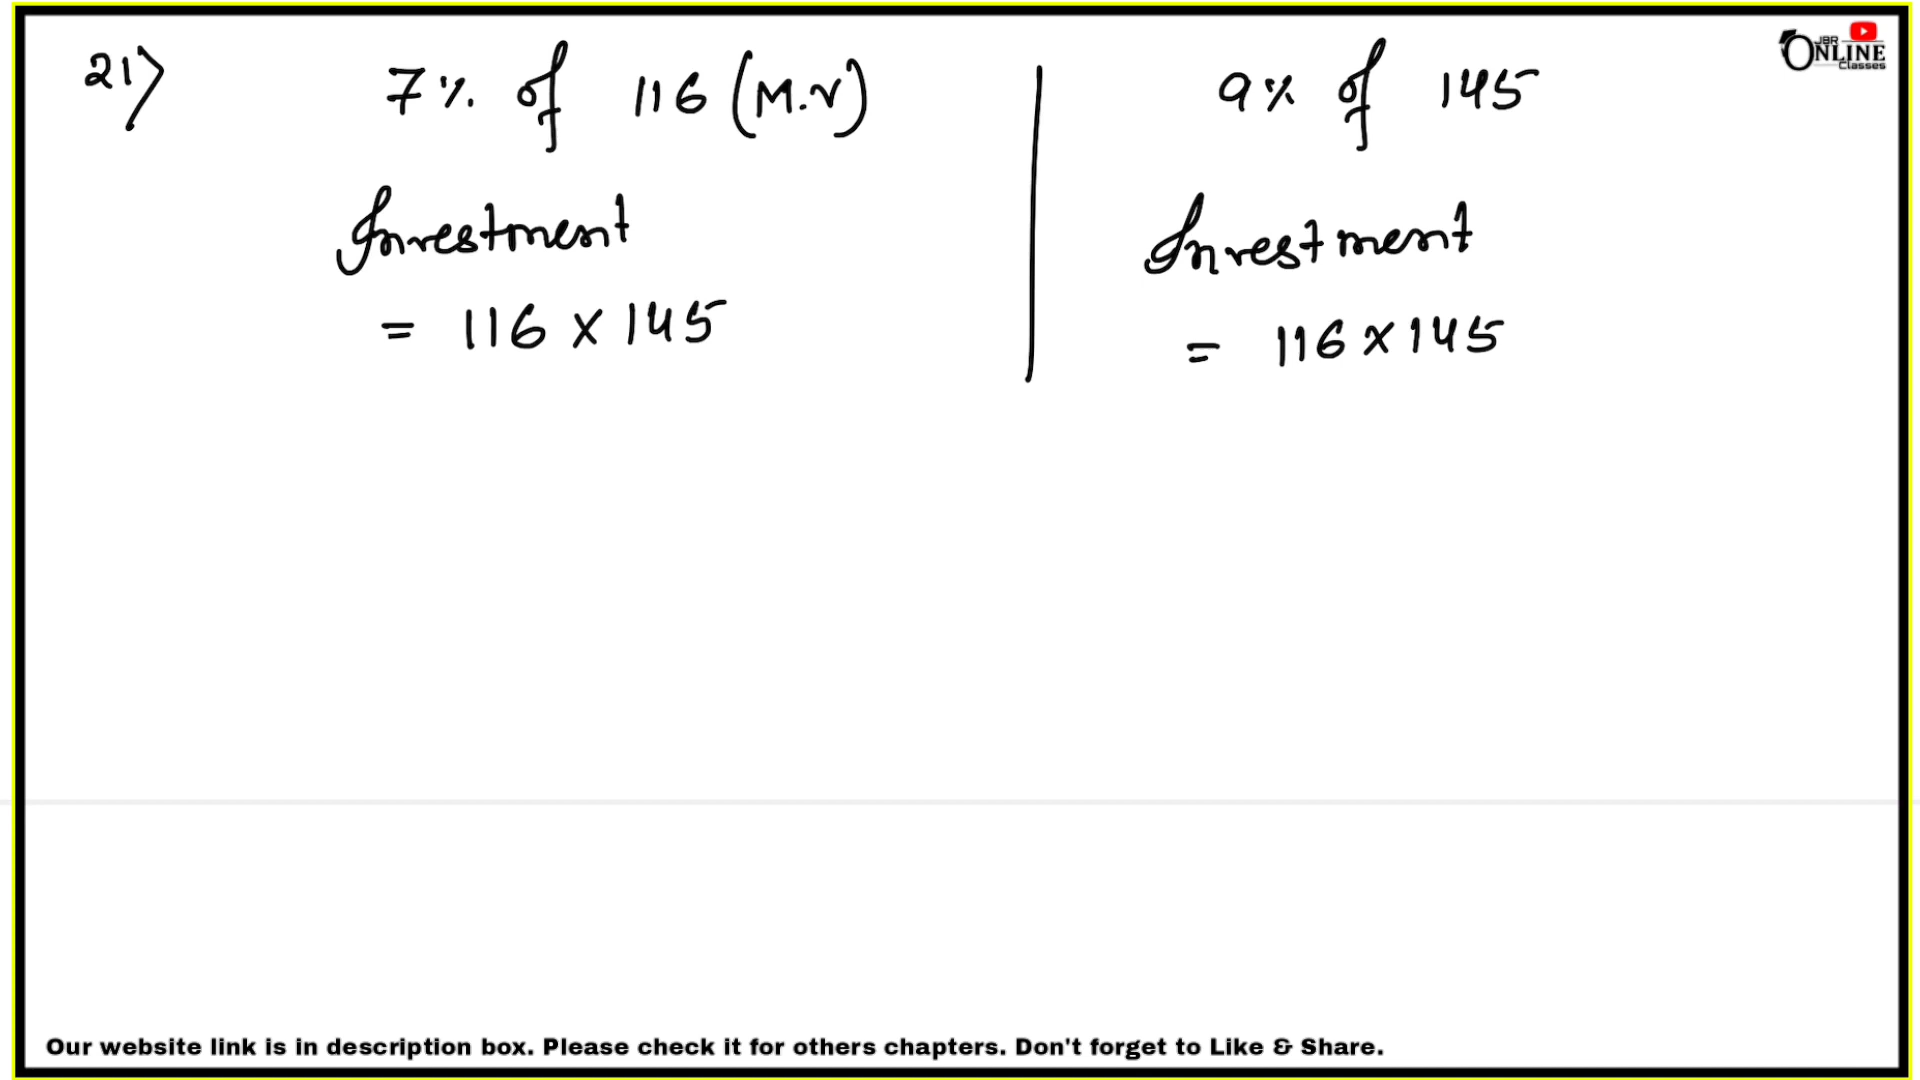 21) 7% of 116 (M.V)
Investment
= 116 x 145
9% of 145
Investment
= 116 x 145
JBR
ONLINE
Classes
Our website link is in description box. Please check it for others chapters. Don't forget to Like & Share.